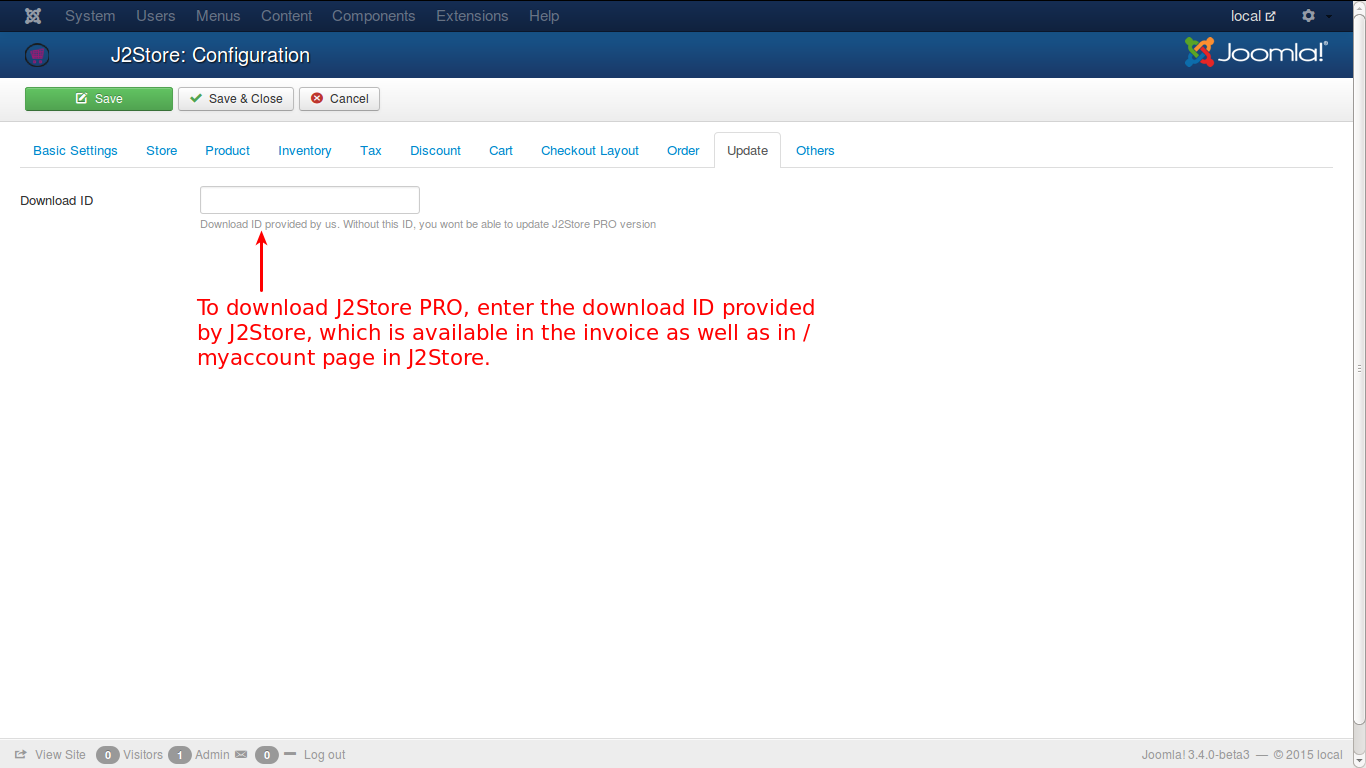 System Users Menus Content Components Extensions Help local
J2Store: Configuration Joomla!®
Save Save & Close Cancel
Basic Settings Store Product Inventory Tax Discount Cart Checkout Layout Order Update Others
Download ID
Download ID provided by us. Without this ID, you wont be able to update J2Store PRO version
To download J2Store PRO, enter the download ID provided
by J2Store, which is available in the invoice as well as in /
myaccount page in J2Store.
View Site 0 Visitors 1 Admin 0 Log out Joomla! 3.4.0-beta3 — © 2015 local